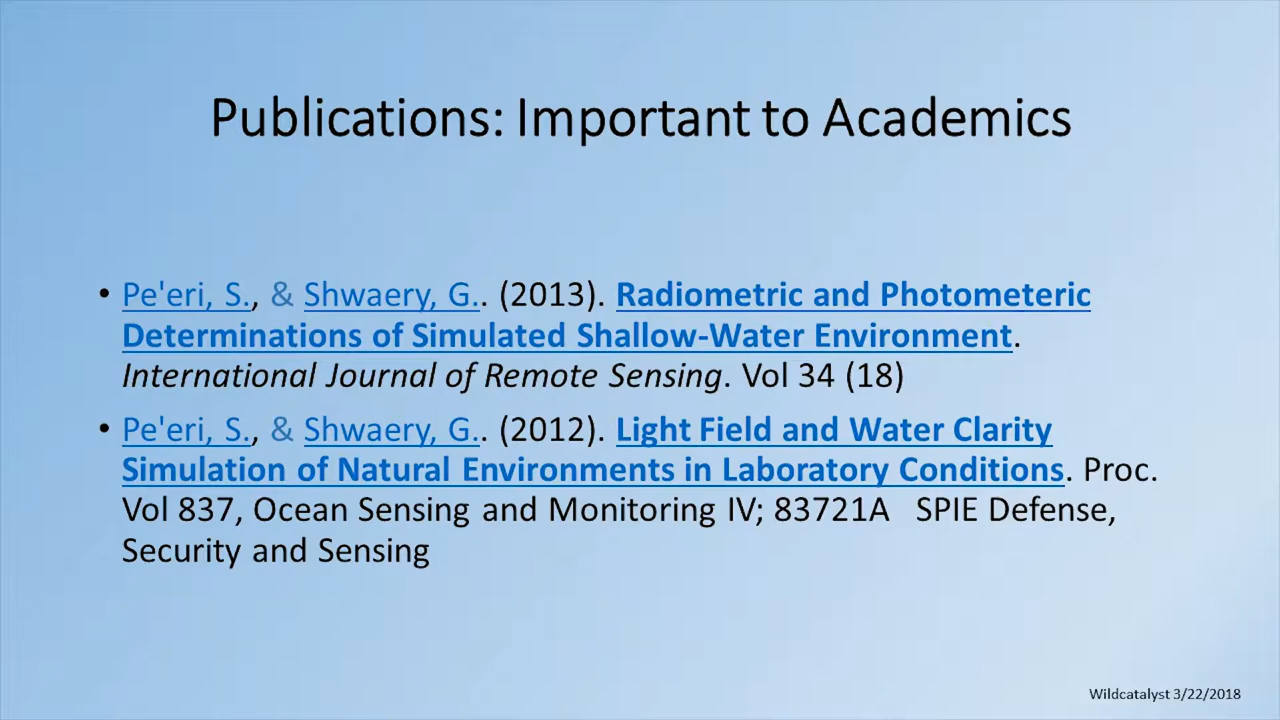 Publications: Important to Academics
• Pe'eri, S., & Shwaery, G.. (2013). Radiometric and Photometeric
Determinations of Simulated Shallow-Water Environment.
International Journal of Remote Sensing. Vol 34 (18)
• Pe'eri, S., & Shwaery, G.. (2012). Light Field and Water Clarity
Simulation of Natural Environments in Laboratory Conditions. Proc.
Vol 837, Ocean Sensing and Monitoring IV; 83721A SPIE Defense,
Security and Sensing
Wildcatalyst 3/22/2018